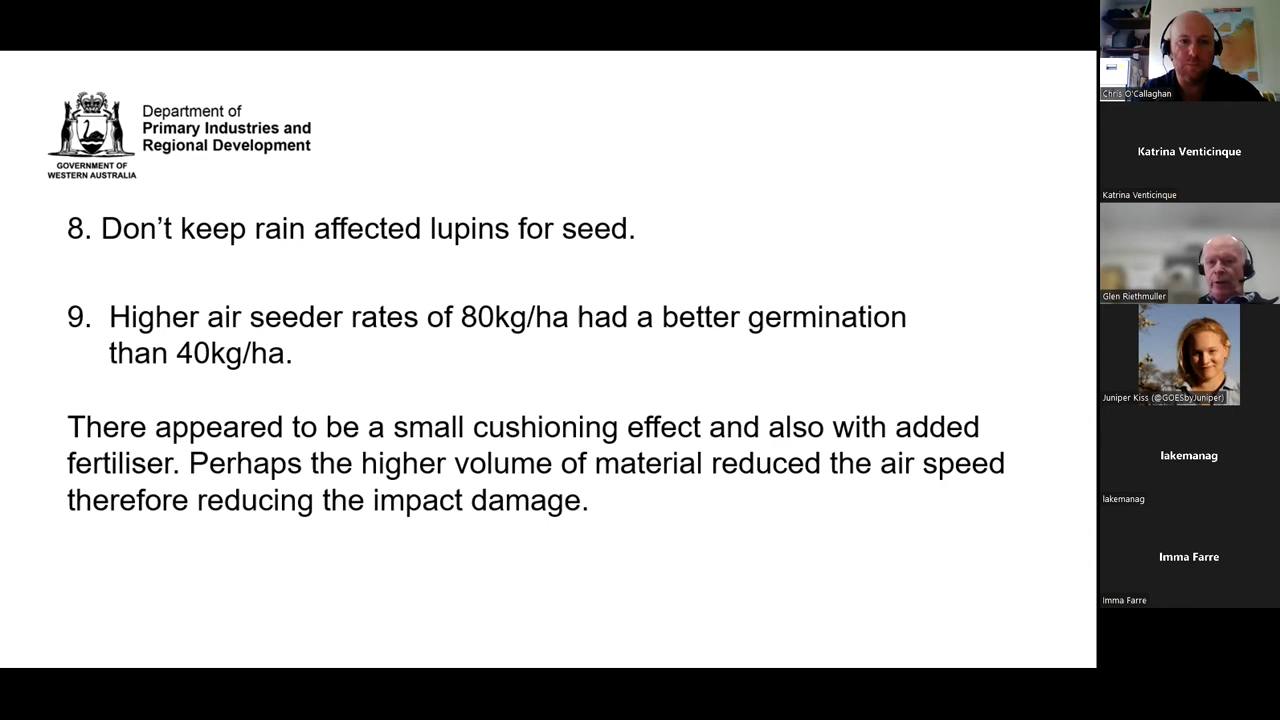 Department of
Primary Industries and
Regional Development
GOVERNMENT OF
WESTERN AUSTRALIA
8. Don’t keep rain affected lupins for seed.
9. Higher air seeder rates of 80kg/ha had a better germination
than 40kg/ha.
There appeared to be a small cushioning effect and also with added
fertiliser. Perhaps the higher volume of material reduced the air speed
therefore reducing the impact damage.
Chris O'Callaghan
Katrina Venticinque
Katrina Venticinque
Glen Riethmuller
Juniper Kiss (@GOESbyJuniper)
lakemanag
lakemanag
Imma Farre
Imma Farre